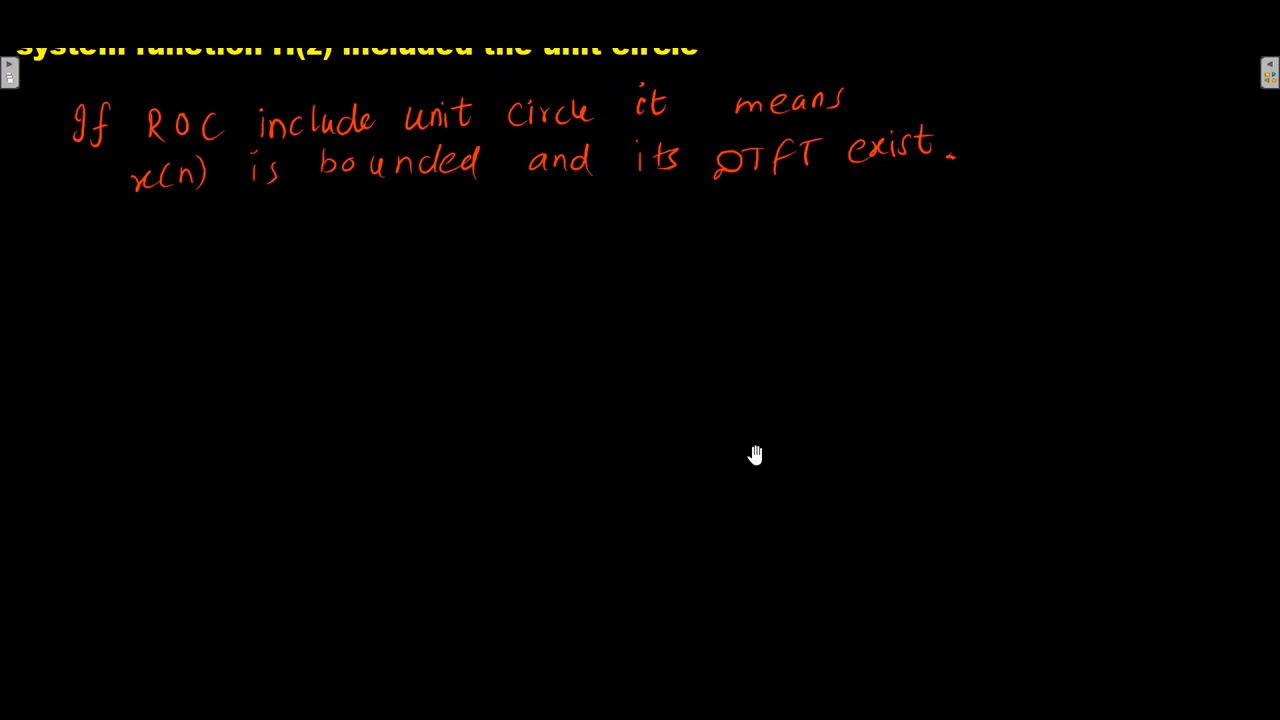 system function H(z) included the unit circle
If ROC include unit circle it means
x(n) is bounded and its DTFT exist.